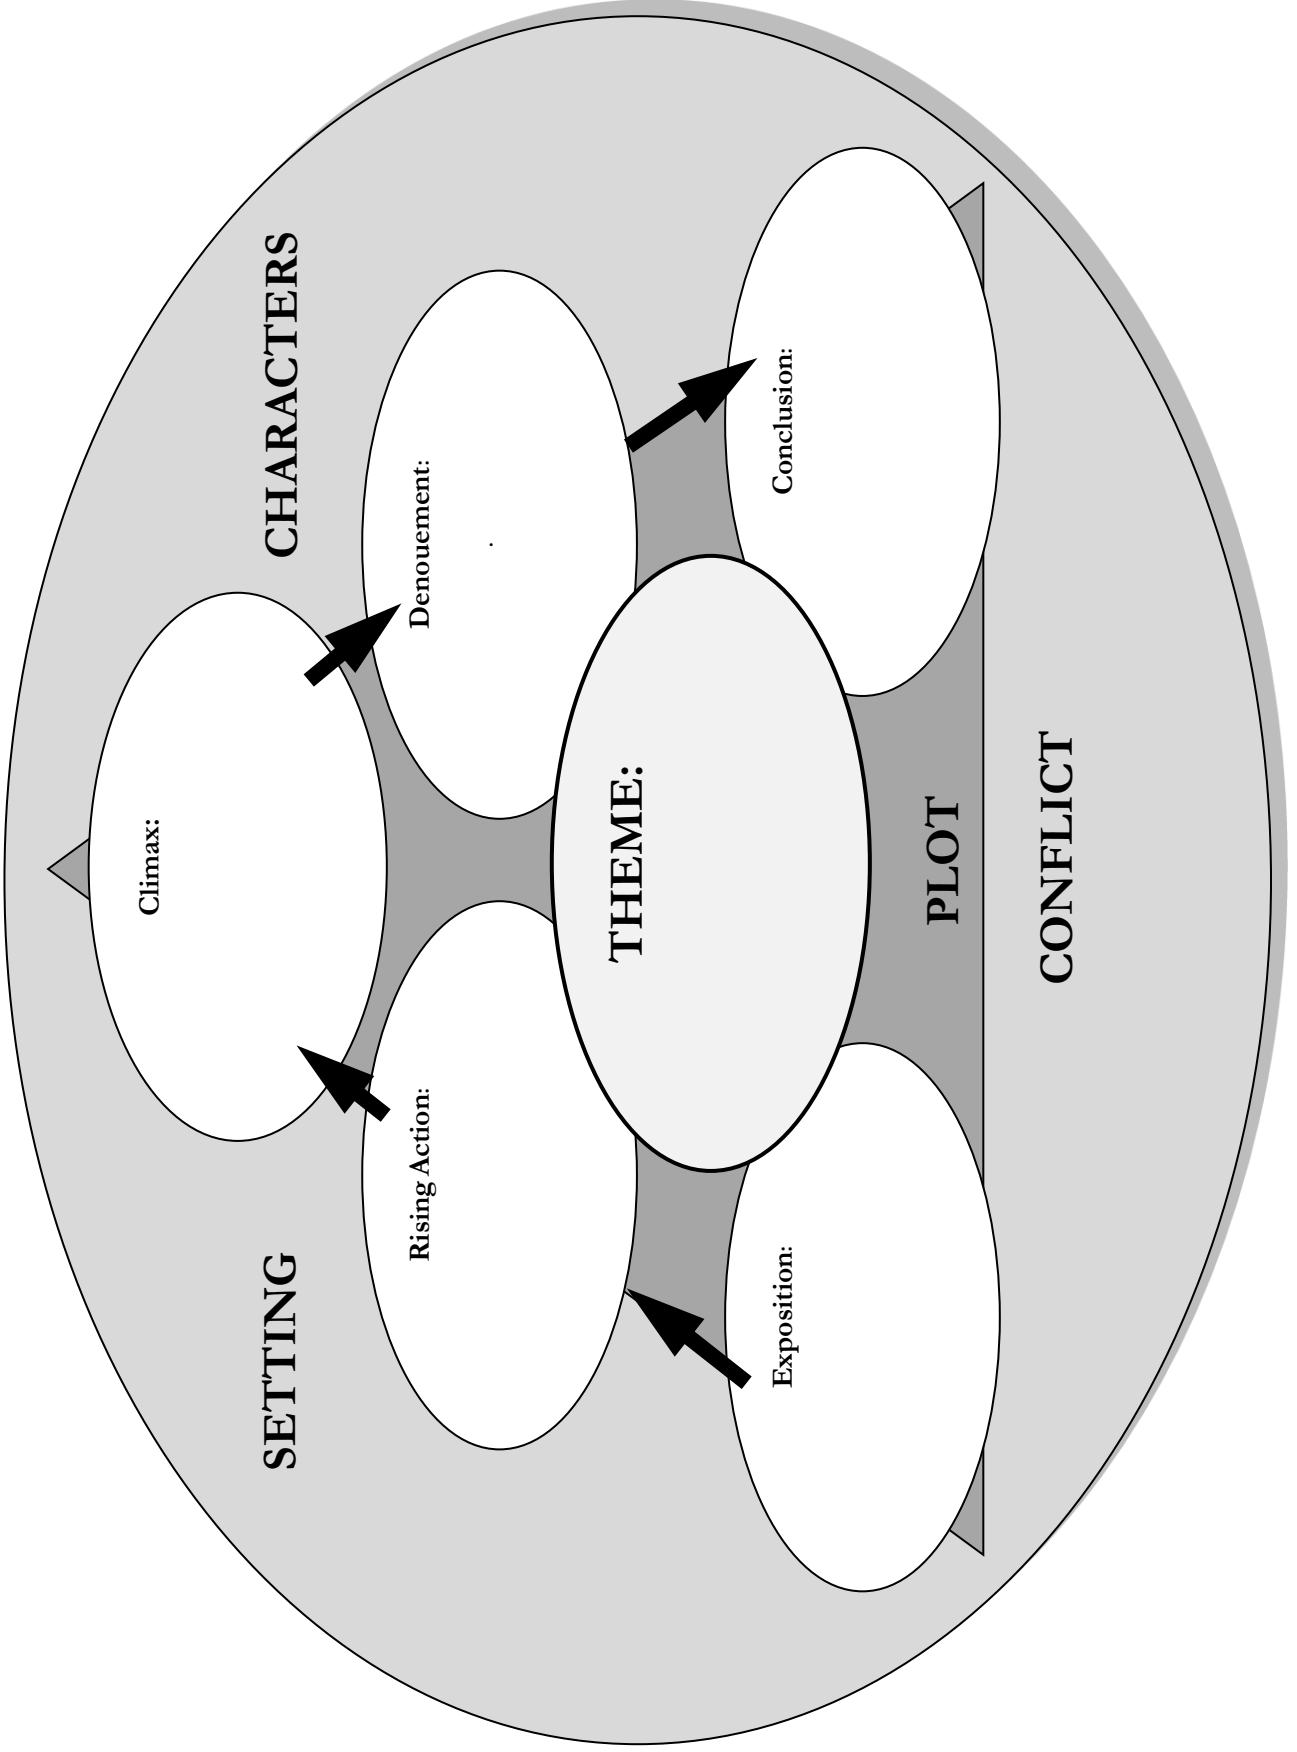 SETTING
CHARACTERS
Climax:
Rising Action:
Denouement:
THEME:
Exposition:
Conclusion:
PLOT
CONFLICT